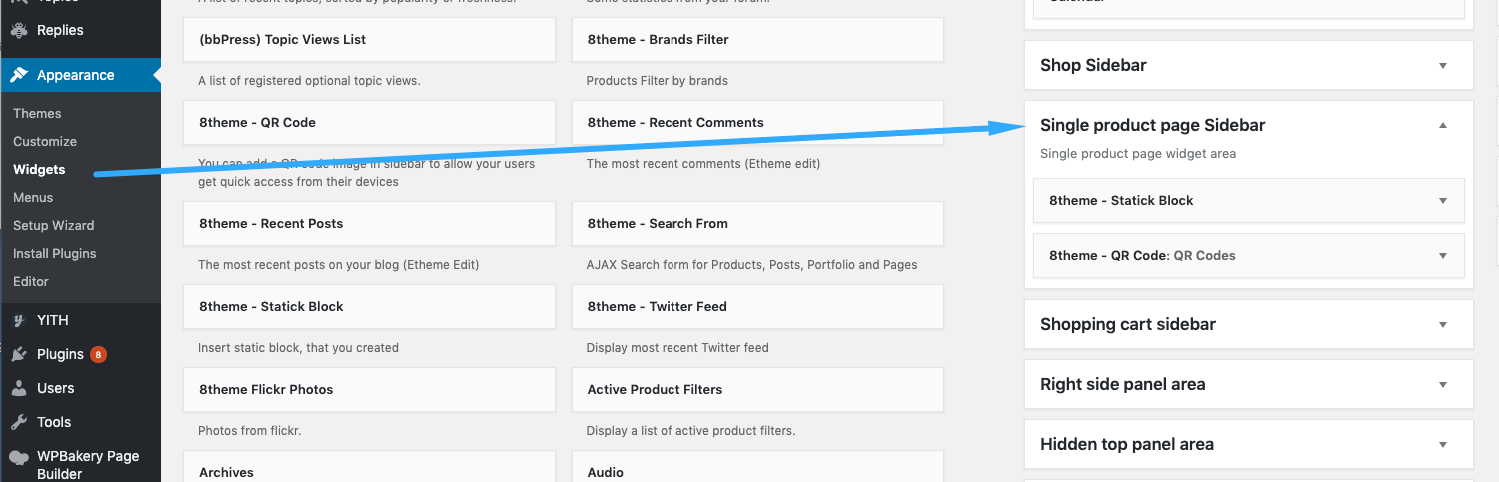 Topics
Replies
Appearance
Themes
Customize
Widgets
Menus
Setup Wizard
Install Plugins
Editor
YITH
Plugins 8
Users
Tools
WPBakery Page
Builder
A list of recent topics, sorted by popularity or freshness.
(bbPress) Topic Views List
A list of registered optional topic views.
8theme - QR Code
You can add a QR code image in sidebar to allow your users
get quick access from their devices
8theme - Recent Posts
The most recent posts on your blog (Etheme Edit)
8theme - Statick Block
Insert static block, that you created
8theme Flickr Photos
Photos from flickr.
Archives
Some statistics from your forum.
8theme - Brands Filter
Products Filter by brands
8theme - Recent Comments
The most recent comments (Etheme edit)
8theme - Search From
AJAX Search form for Products, Posts, Portfolio and Pages
8theme - Twitter Feed
Display most recent Twitter feed
Active Product Filters
Display a list of active product filters.
Audio
Calendar
Shop Sidebar
Single product page Sidebar
Single product page widget area
8theme - Statick Block
8theme - QR Code: QR Codes
Shopping cart sidebar
Right side panel area
Hidden top panel area